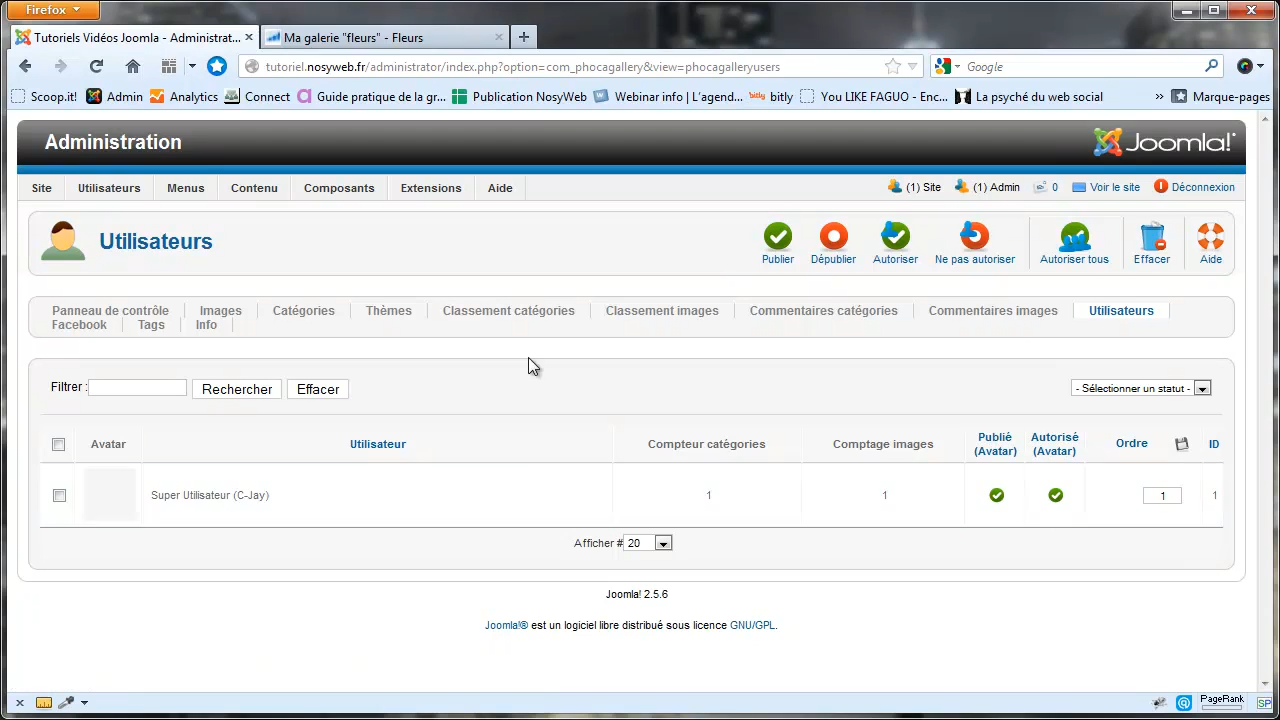 Firefox
Tutoriels Vidéos Joomla - Administrat...
Ma galerie "fleurs" - Fleurs
tutoriel.nosyweb.fr/administrator/index.php?option=com_phocagallery&view=phocagalleryusers
Google
Scoop.it!
Admin
Analytics
Connect
Guide pratique de la gr...
Publication NosyWeb
Webinar info | L'agend...
bitly
You LIKE FAGUO - Enc...
La psyché du web social
»
Marque-pages
Administration
Joomla!
Site
Utilisateurs
Menus
Contenu
Composants
Extensions
Aide
(1) Site
(1) Admin
0
Voir le site
Déconnexion
Utilisateurs
Publier
Dépublier
Autoriser
Ne pas autoriser
Autoriser tous
Effacer
Aide
Panneau de contrôle
Images
Catégories
Thèmes
Classement catégories
Classement images
Commentaires catégories
Commentaires images
Utilisateurs
Facebook
Tags
Info
Filtrer :
Rechercher
Effacer
- Sélectionner un statut -
Avatar
Utilisateur
Compteur catégories
Comptage images
Publié
(Avatar)
Autorisé
(Avatar)
Ordre
ID
Super Utilisateur (C-Jay)
1
1
1
1
Afficher # 20
Joomla! 2.5.6
Joomla!® est un logiciel libre distribué sous licence GNU/GPL.
PageRank
SP